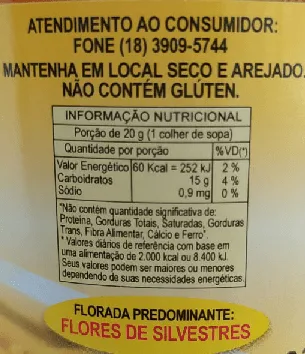 ATENDIMENTO AO CONSUMIDOR:
FONE (18) 3909-5744
MANTENHA EM LOCAL SECO E AREJADO.
NÃO CONTÉM GLÚTEN.
INFORMAÇÃO NUTRICIONAL
Porção de 20 g (1 colher de sopa)
Quantidade por porção %VD(*)
Valor Energético 60 Kcal = 252 kJ 2 %
Carboidratos 15 g 4 %
Sódio 0,9 mg 0 %
"Não contém quantidade significativa de:
Proteína, Gorduras Totais, Saturadas, Gorduras
Trans, Fibra Alimentar, Cálcio e Ferro".
* Valores diários de referência com base em
uma alimentação de 2.000 kcal ou 8.400 kJ.
Seus valores podem ser maiores ou menores
dependendo da suas necessidades energéticas.
FLORADA PREDOMINANTE:
FLORES DE SILVESTRES